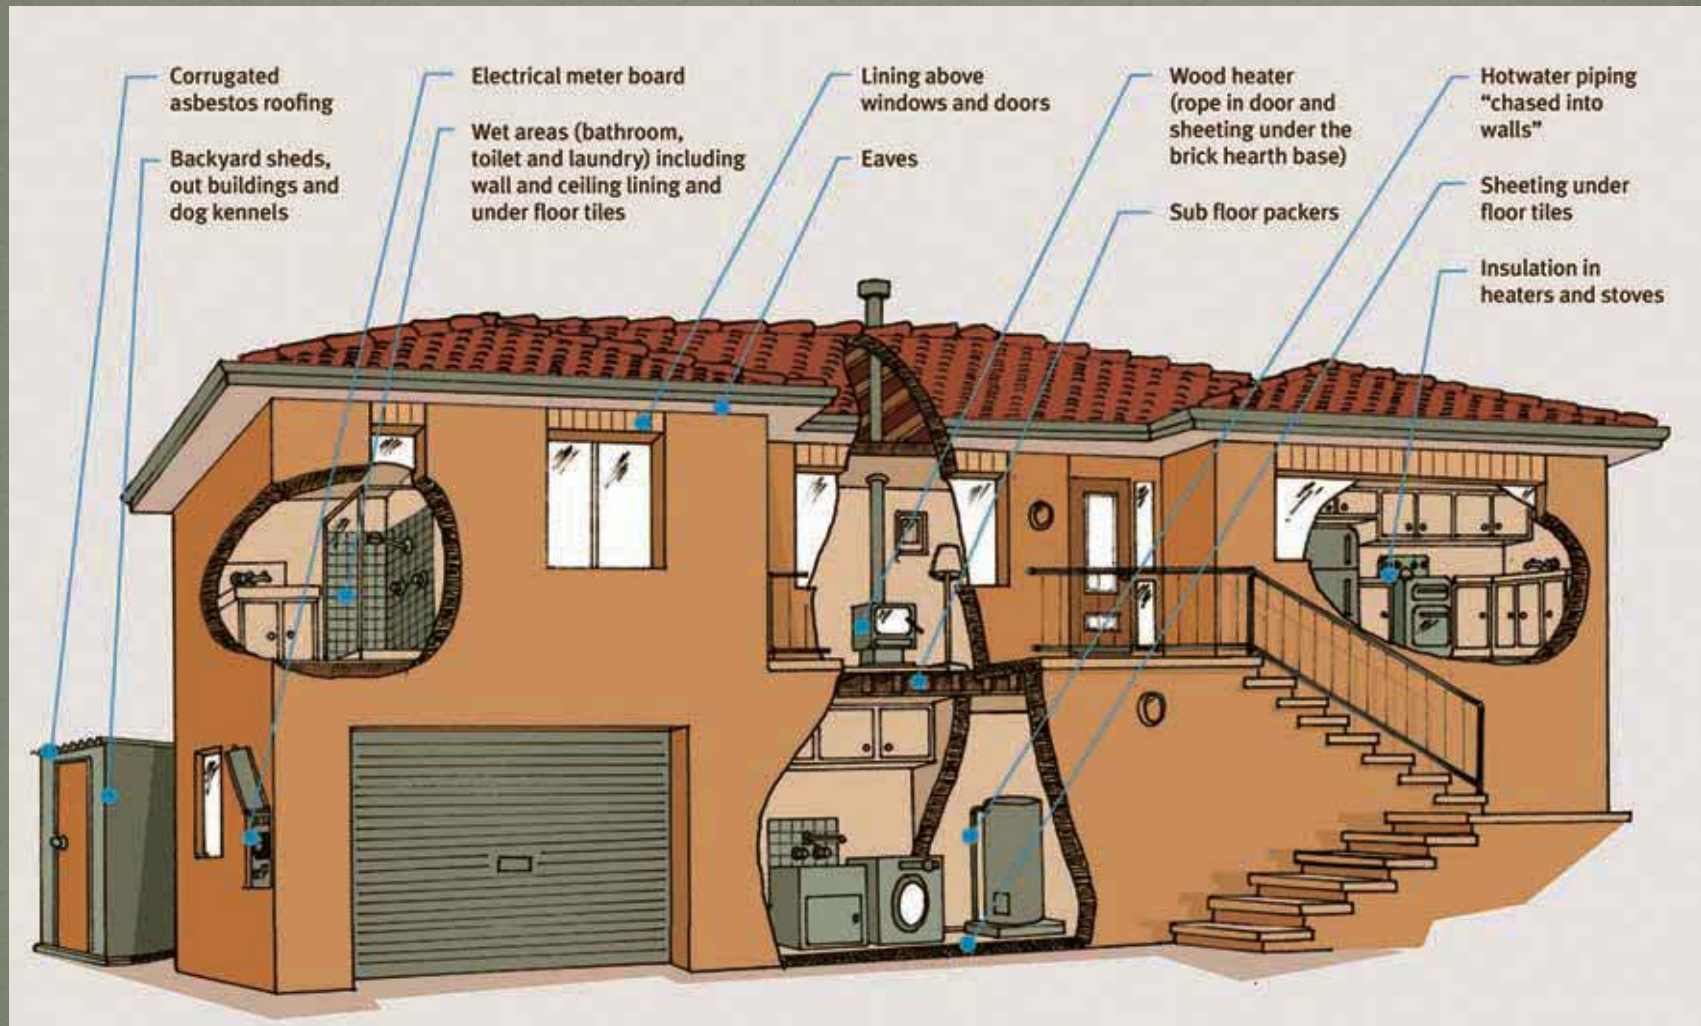 Corrugated
asbestos roofing
Backyard sheds,
out buildings and
dog kennels
Electrical meter board
Wet areas (bathroom,
toilet and laundry) including
wall and ceiling lining and
under floor tiles
Lining above
windows and doors
Eaves
Wood heater
(rope in door and
sheeting under the
brick hearth base)
Sub floor packers
Hotwater piping
“chased into
walls”
Sheeting under
floor tiles
Insulation in
heaters and stoves